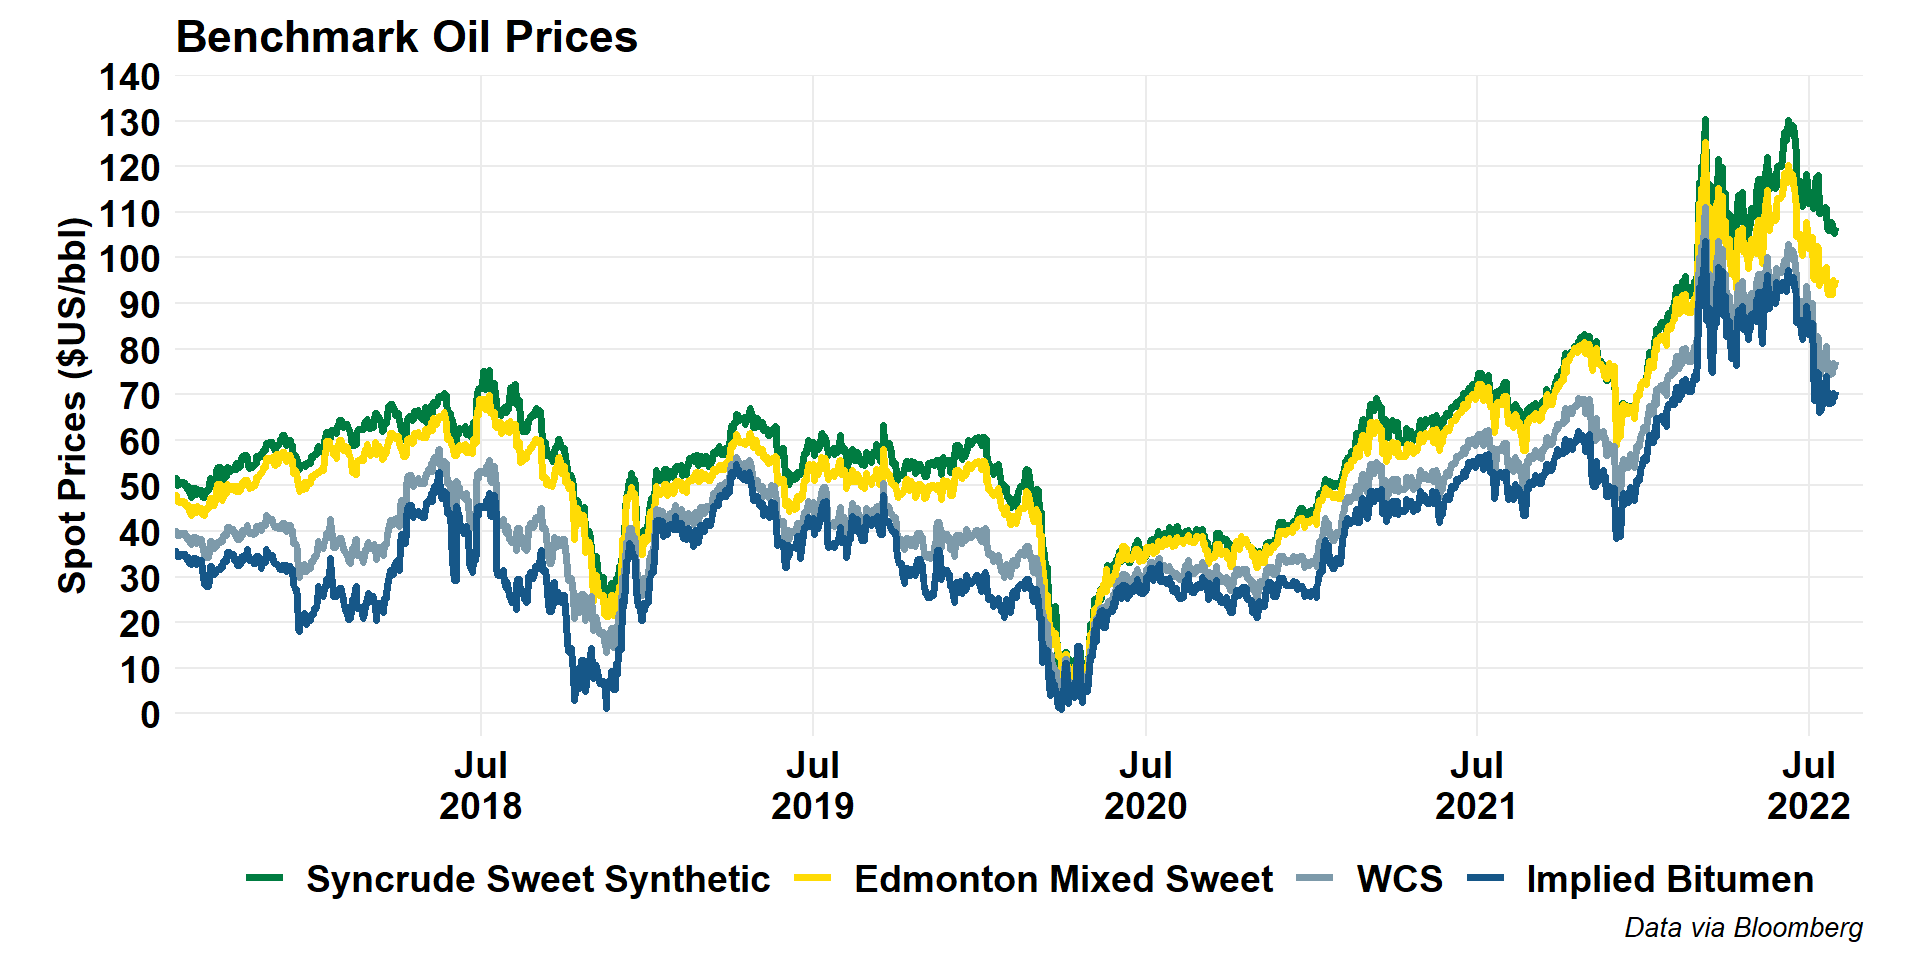 Benchmark Oil Prices
Spot Prices ($US/bbl)
140
130
120
110
100
90
80
70
60
50
40
30
20
10
0
Jul Jul Jul Jul Jul
2018 2019 2020 2021 2022
Syncrude Sweet Synthetic Edmonton Mixed Sweet WCS Implied Bitumen
Data via Bloomberg